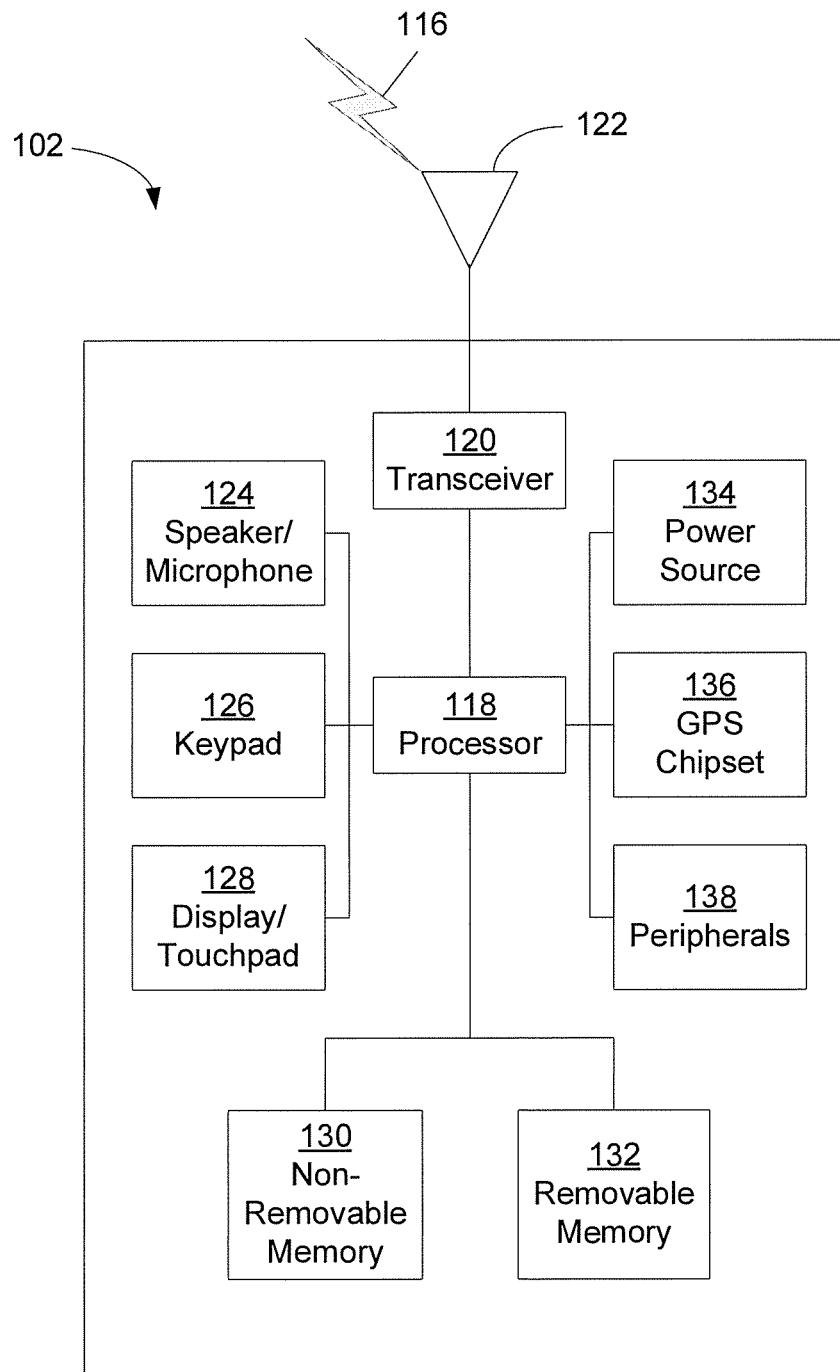 116
122
102
120
Transceiver
124
Speaker/
Microphone
134
Power
Source
126
Keypad
118
Processor
136
GPS
Chipset
128
Display/
Touchpad
138
Peripherals
130
Non-
Removable
Memory
132
Removable
Memory